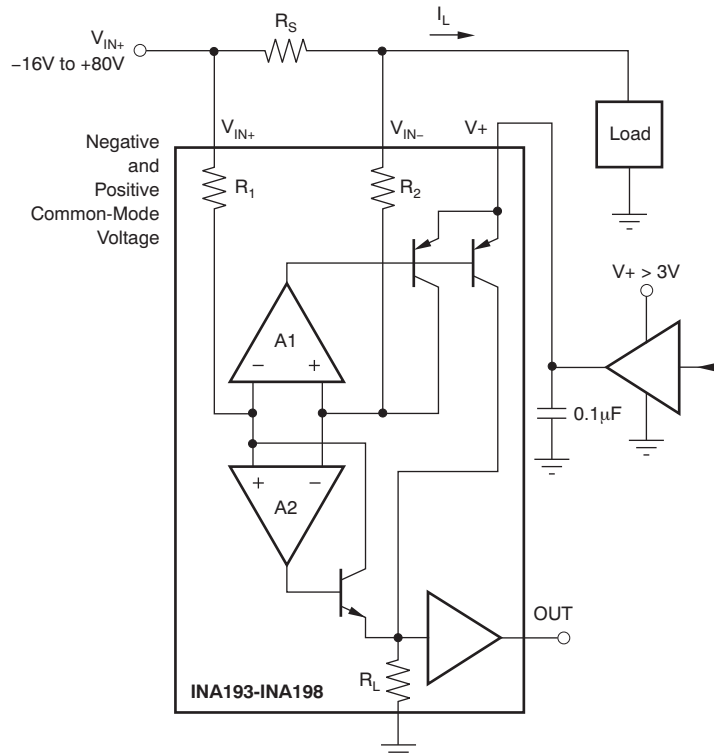 R_S
I_L
V_IN+
−16V to +80V
V_IN+
V_IN−
V+
Load
Negative
and
Positive
Common-Mode
Voltage
R_1
R_2
V+ > 3V
A1
− +
0.1μF
+ −
A2
OUT
R_L
INA193-INA198